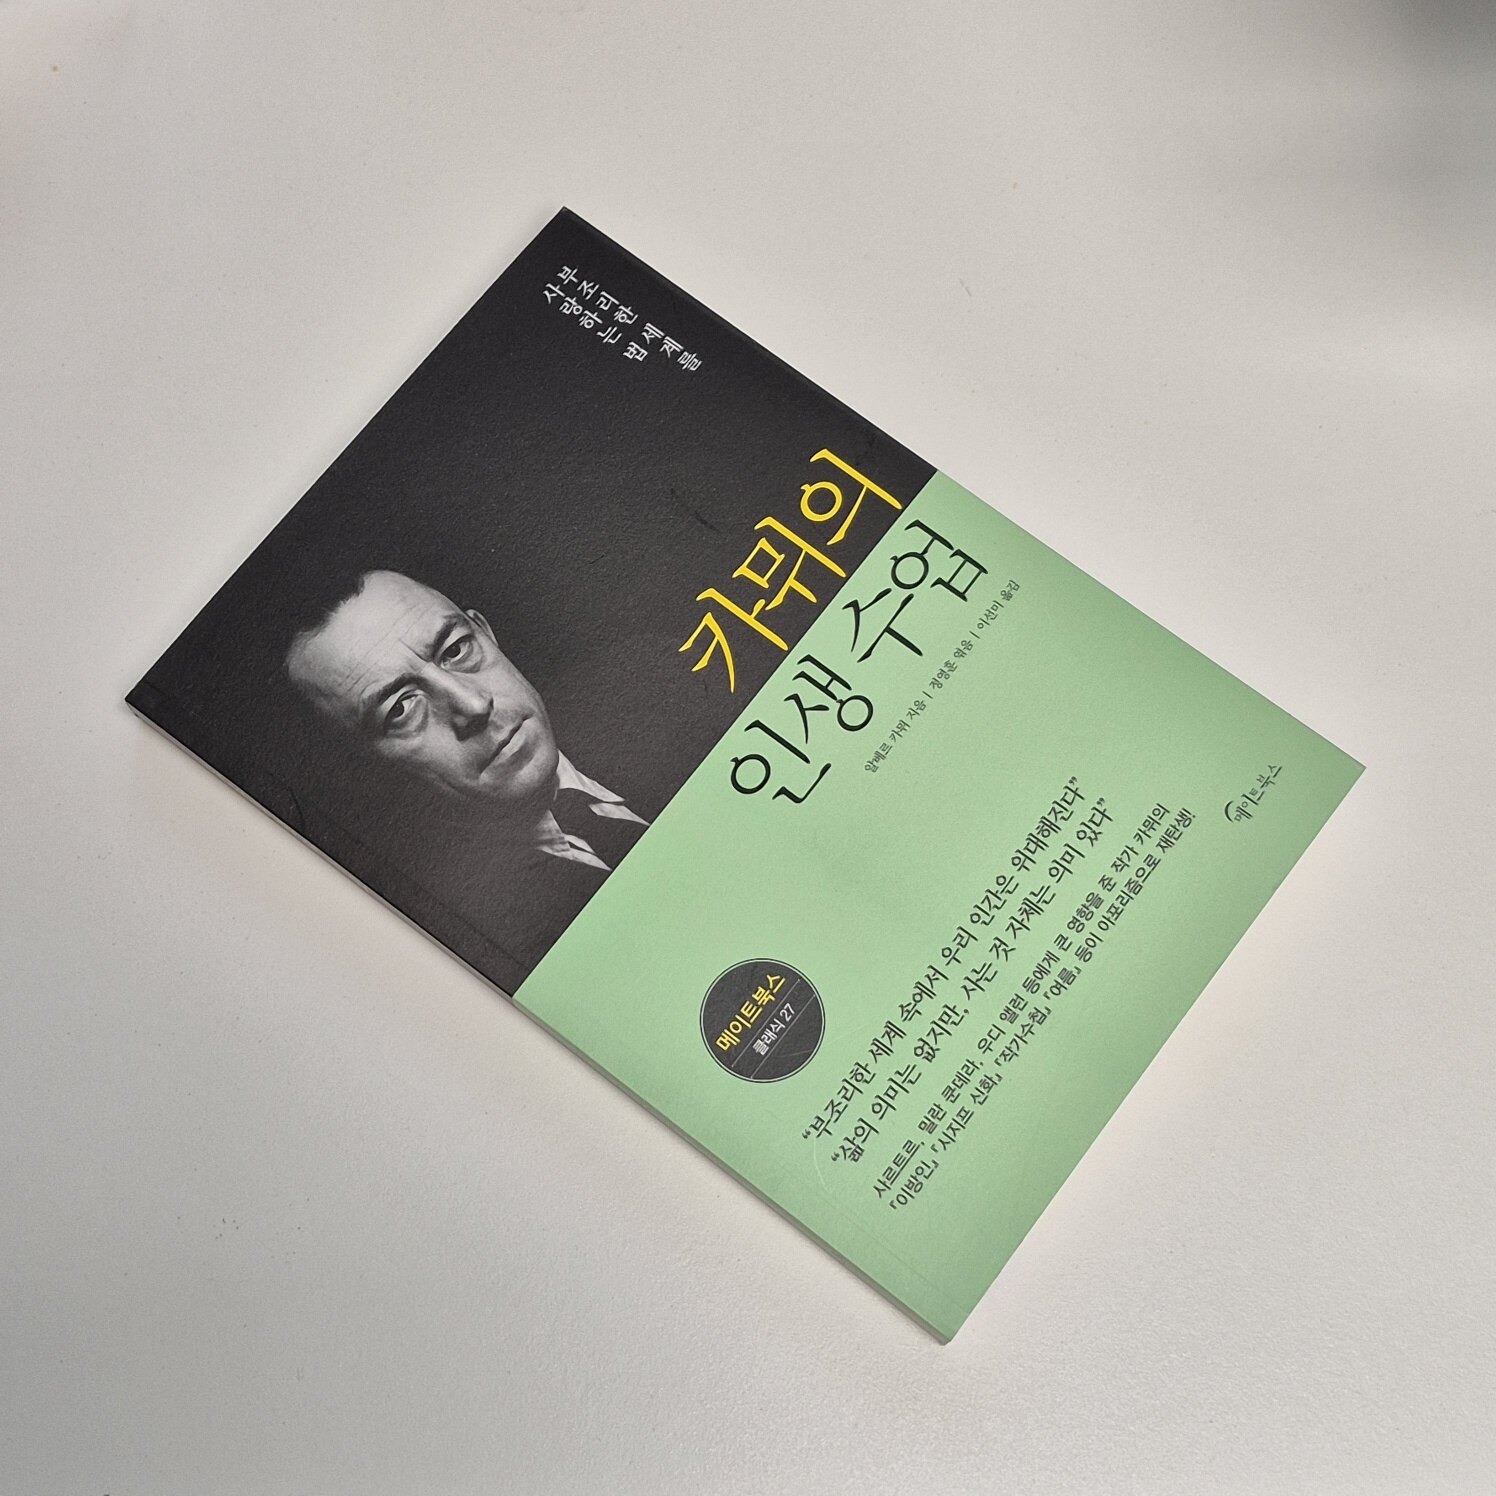 부조리한 세계를
사랑하는 법
카뮈의
인생 수업
알베르 카뮈 지음 | 정영훈 엮음 | 이선미 옮김
메이트북스
클래식 27
“부조리한 세계 속에서 우리 인간은 위대해진다”
“삶의 의미는 없지만, 사는 것 자체는 의미 있다”
사르트르, 밀란 쿤데라, 우디 앨런 등에게 큰 영향을 준 작가 카뮈의
『이방인』『시지프 신화』『작가수첩』『여름』 등이 아포리즘으로 재탄생!
메이트북스